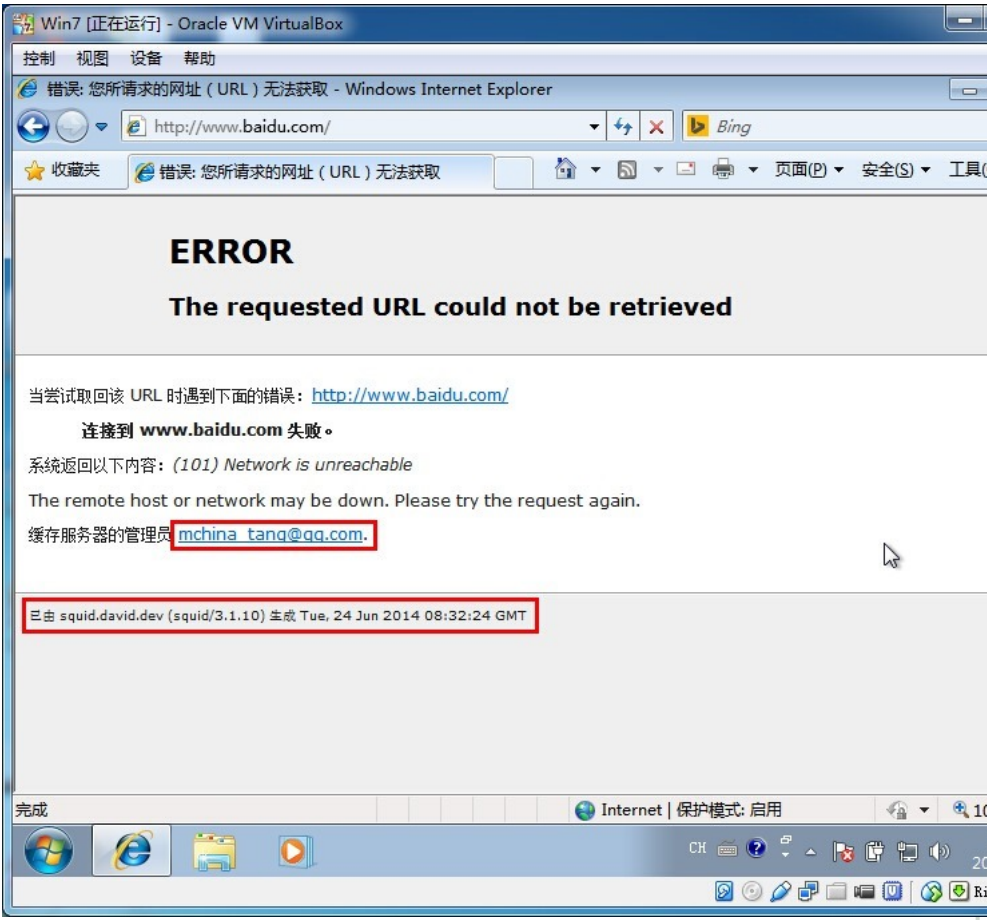 Win7 [正在运行] - Oracle VM VirtualBox
控制 视图 设备 帮助
错误: 您所请求的网址 ( URL ) 无法获取 - Windows Internet Explorer
http://www.baidu.com/ Bing
收藏夹 错误: 您所请求的网址 ( URL ) 无法获取 页面(P) 安全(S) 工具(
ERROR
The requested URL could not be retrieved
当尝试取回该 URL 时遇到下面的错误: http://www.baidu.com/
连接到 www.baidu.com 失败。
系统返回以下内容: (101) Network is unreachable
The remote host or network may be down. Please try the request again.
缓存服务器的管理员 mchina_tang@qq.com.
已由 squid.david.dev (squid/3.1.10) 生成 Tue, 24 Jun 2014 08:32:24 GMT
完成 Internet | 保护模式: 启用 10
CH
20
Ri